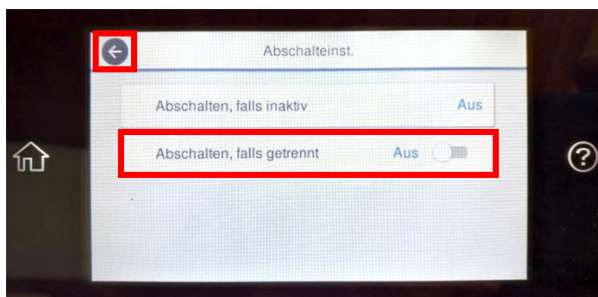 Abschalteinst.
Abschalten, falls inaktiv Aus
Abschalten, falls getrennt Aus
?